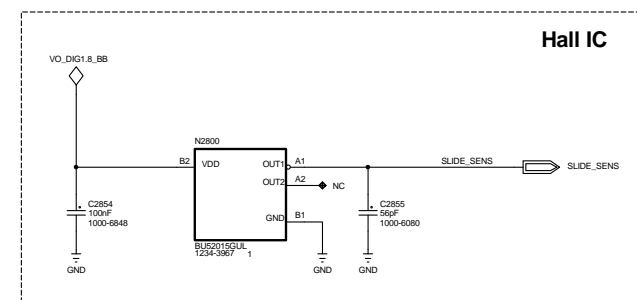 Hall IC
VO_DIG1.8_BB
N2800
B2 VDD OUT1 A1 SLIDE_SENS SLIDE_SENS
OUT2 A2 NC
C2854
100nF
1000-6848
GND B1
C2855
56pF
1000-6080
BU52015GUL
1234-3967 1
GND
GND
GND